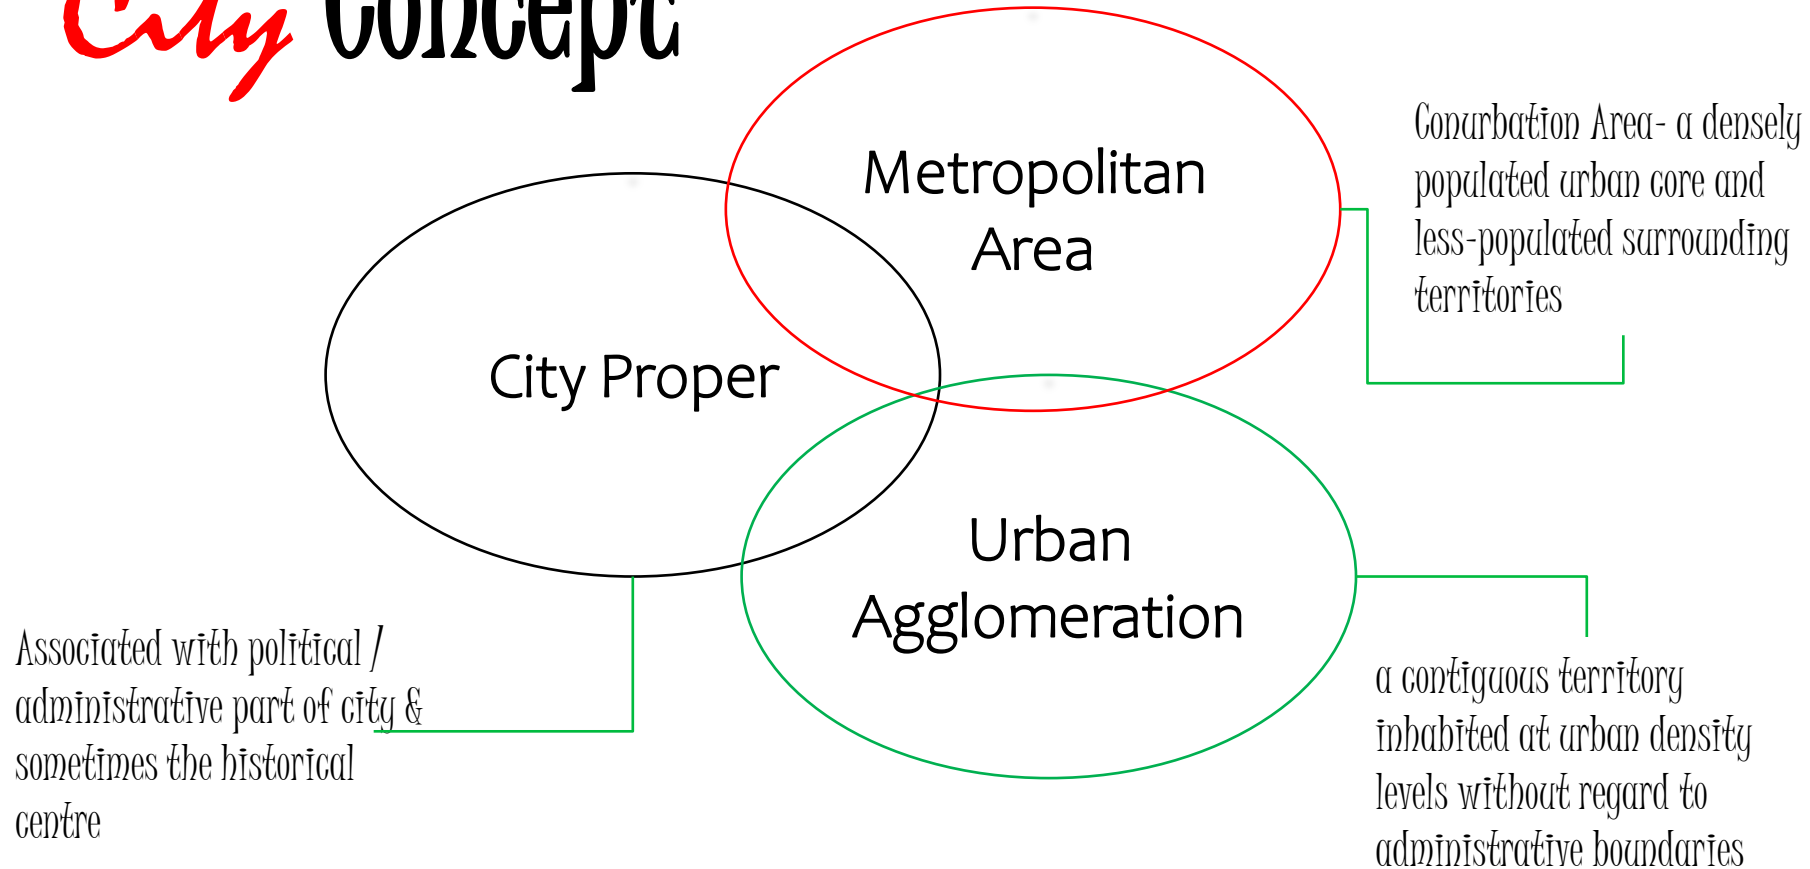 City Concept
Metropolitan
Area
Conurbation Area- a densely
populated urban core and
less-populated surrounding
territories
City Proper
Urban
Agglomeration
Associated with political /
administrative part of city &
sometimes the historical
centre
a contiguous territory
inhabited at urban density
levels without regard to
administrative boundaries